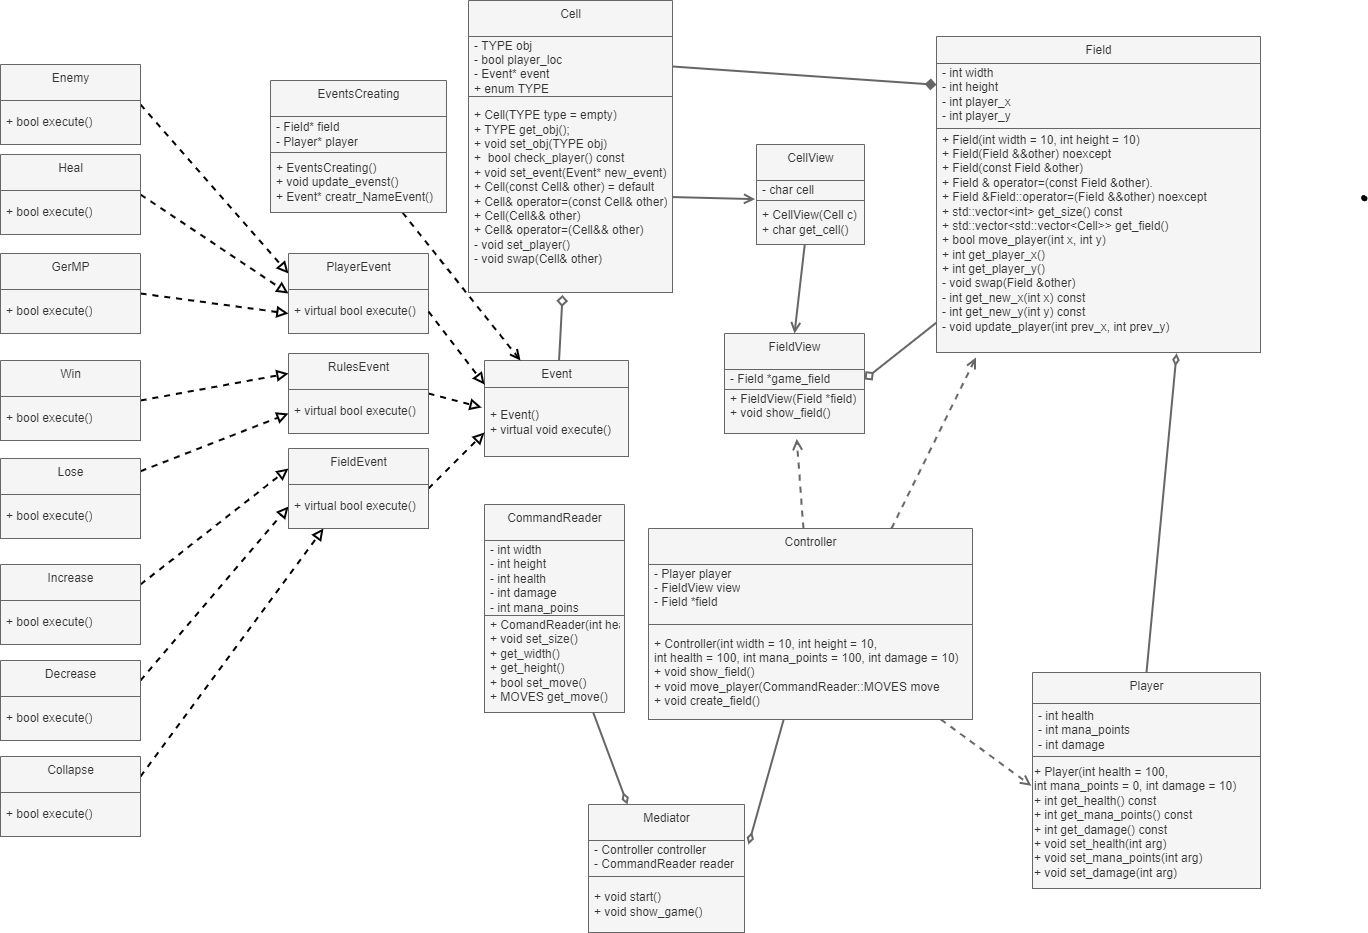 Enemy
+ bool execute()
Heal
+ bool execute()
GerMP
+ bool execute()
Win
+ bool execute()
Lose
+ bool execute()
Increase
+ bool execute()
Decrease
+ bool execute()
Collapse
+ bool execute()
EventsCreating
- Field* field
- Player* player
+ EventsCreating()
+ void update_evenst()
+ Event* creatr_NameEvent()
PlayerEvent
+ virtual bool execute()
RulesEvent
+ virtual bool execute()
FieldEvent
+ virtual bool execute()
Cell
- TYPE obj
- bool player_loc
- Event* event
+ enum TYPE
+ Cell(TYPE type = empty)
+ TYPE get_obj();
+ void set_obj(TYPE obj)
+ bool check_player() const
+ void set_event(Event* new_event)
+ Cell(const Cell& other) = default
+ Cell& operator=(const Cell& other)
+ Cell(Cell&& other)
+ Cell& operator=(Cell&& other)
- void set_player()
- void swap(Cell& other)
Event
+ Event()
+ virtual void execute()
CommandReader
- int width
- int height
- int health
- int damage
- int mana_poins
+ ComandReader(int hea
+ void set_size()
+ get_width()
+ get_height()
+ bool set_move()
+ MOVES get_move()
CellView
- char cell
+ CellView(Cell c)
+ char get_cell()
FieldView
- Field *game_field
+ FieldView(Field *field)
+ void show_field()
Controller
- Player player
- FieldView view
- Field *field
+ Controller(int width = 10, int height = 10,
int health = 100, int mana_points = 100, int damage = 10)
+ void show_field()
+ void move_player(CommandReader::MOVES move
+ void create_field()
Mediator
- Controller controller
- CommandReader reader
+ void start()
+ void show_game()
Field
- int width
- int height
- int player_x
- int player_y
+ Field(int width = 10, int height = 10)
+ Field(Field &&other) noexcept
+ Field(const Field &other)
+ Field & operator=(const Field &other).
+ Field &Field::operator=(Field &&other) noexcept
+ std::vector<int> get_size() const
+ std::vector<std::vector<Cell>> get_field()
+ bool move_player(int x, int y)
+ int get_player_x()
+ int get_player_y()
- void swap(Field &other)
- int get_new_x(int x) const
- int get_new_y(int y) const
- void update_player(int prev_x, int prev_y)
Player
- int health
- int mana_points
- int damage
+ Player(int health = 100,
int mana_points = 0, int damage = 10)
+ int get_health() const
+ int get_mana_points() const
+ int get_damage() const
+ void set_health(int arg)
+ void set_mana_points(int arg)
+ void set_damage(int arg)